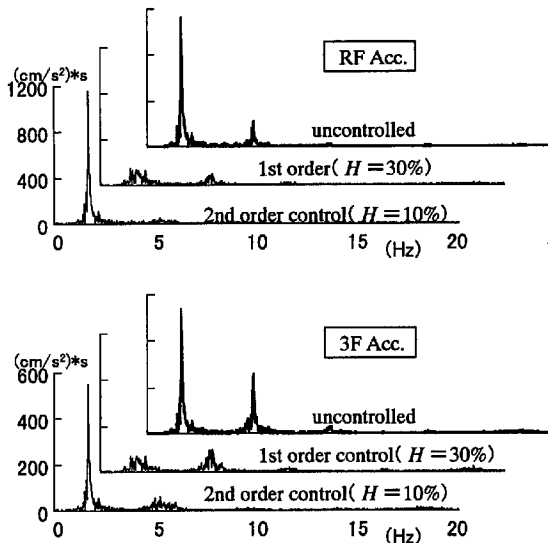 RF Acc.
(cm/s²)*s
1200
uncontrolled
800
1st order( H = 30%)
400
2nd order control( H = 10%)
0
0 5 10 15 20
(Hz)
3F Acc.
(cm/s²)*s
600
uncontrolled
400
1st order control( H = 30%)
200
2nd order control( H = 10%)
0
0 5 10 15 20
(Hz)